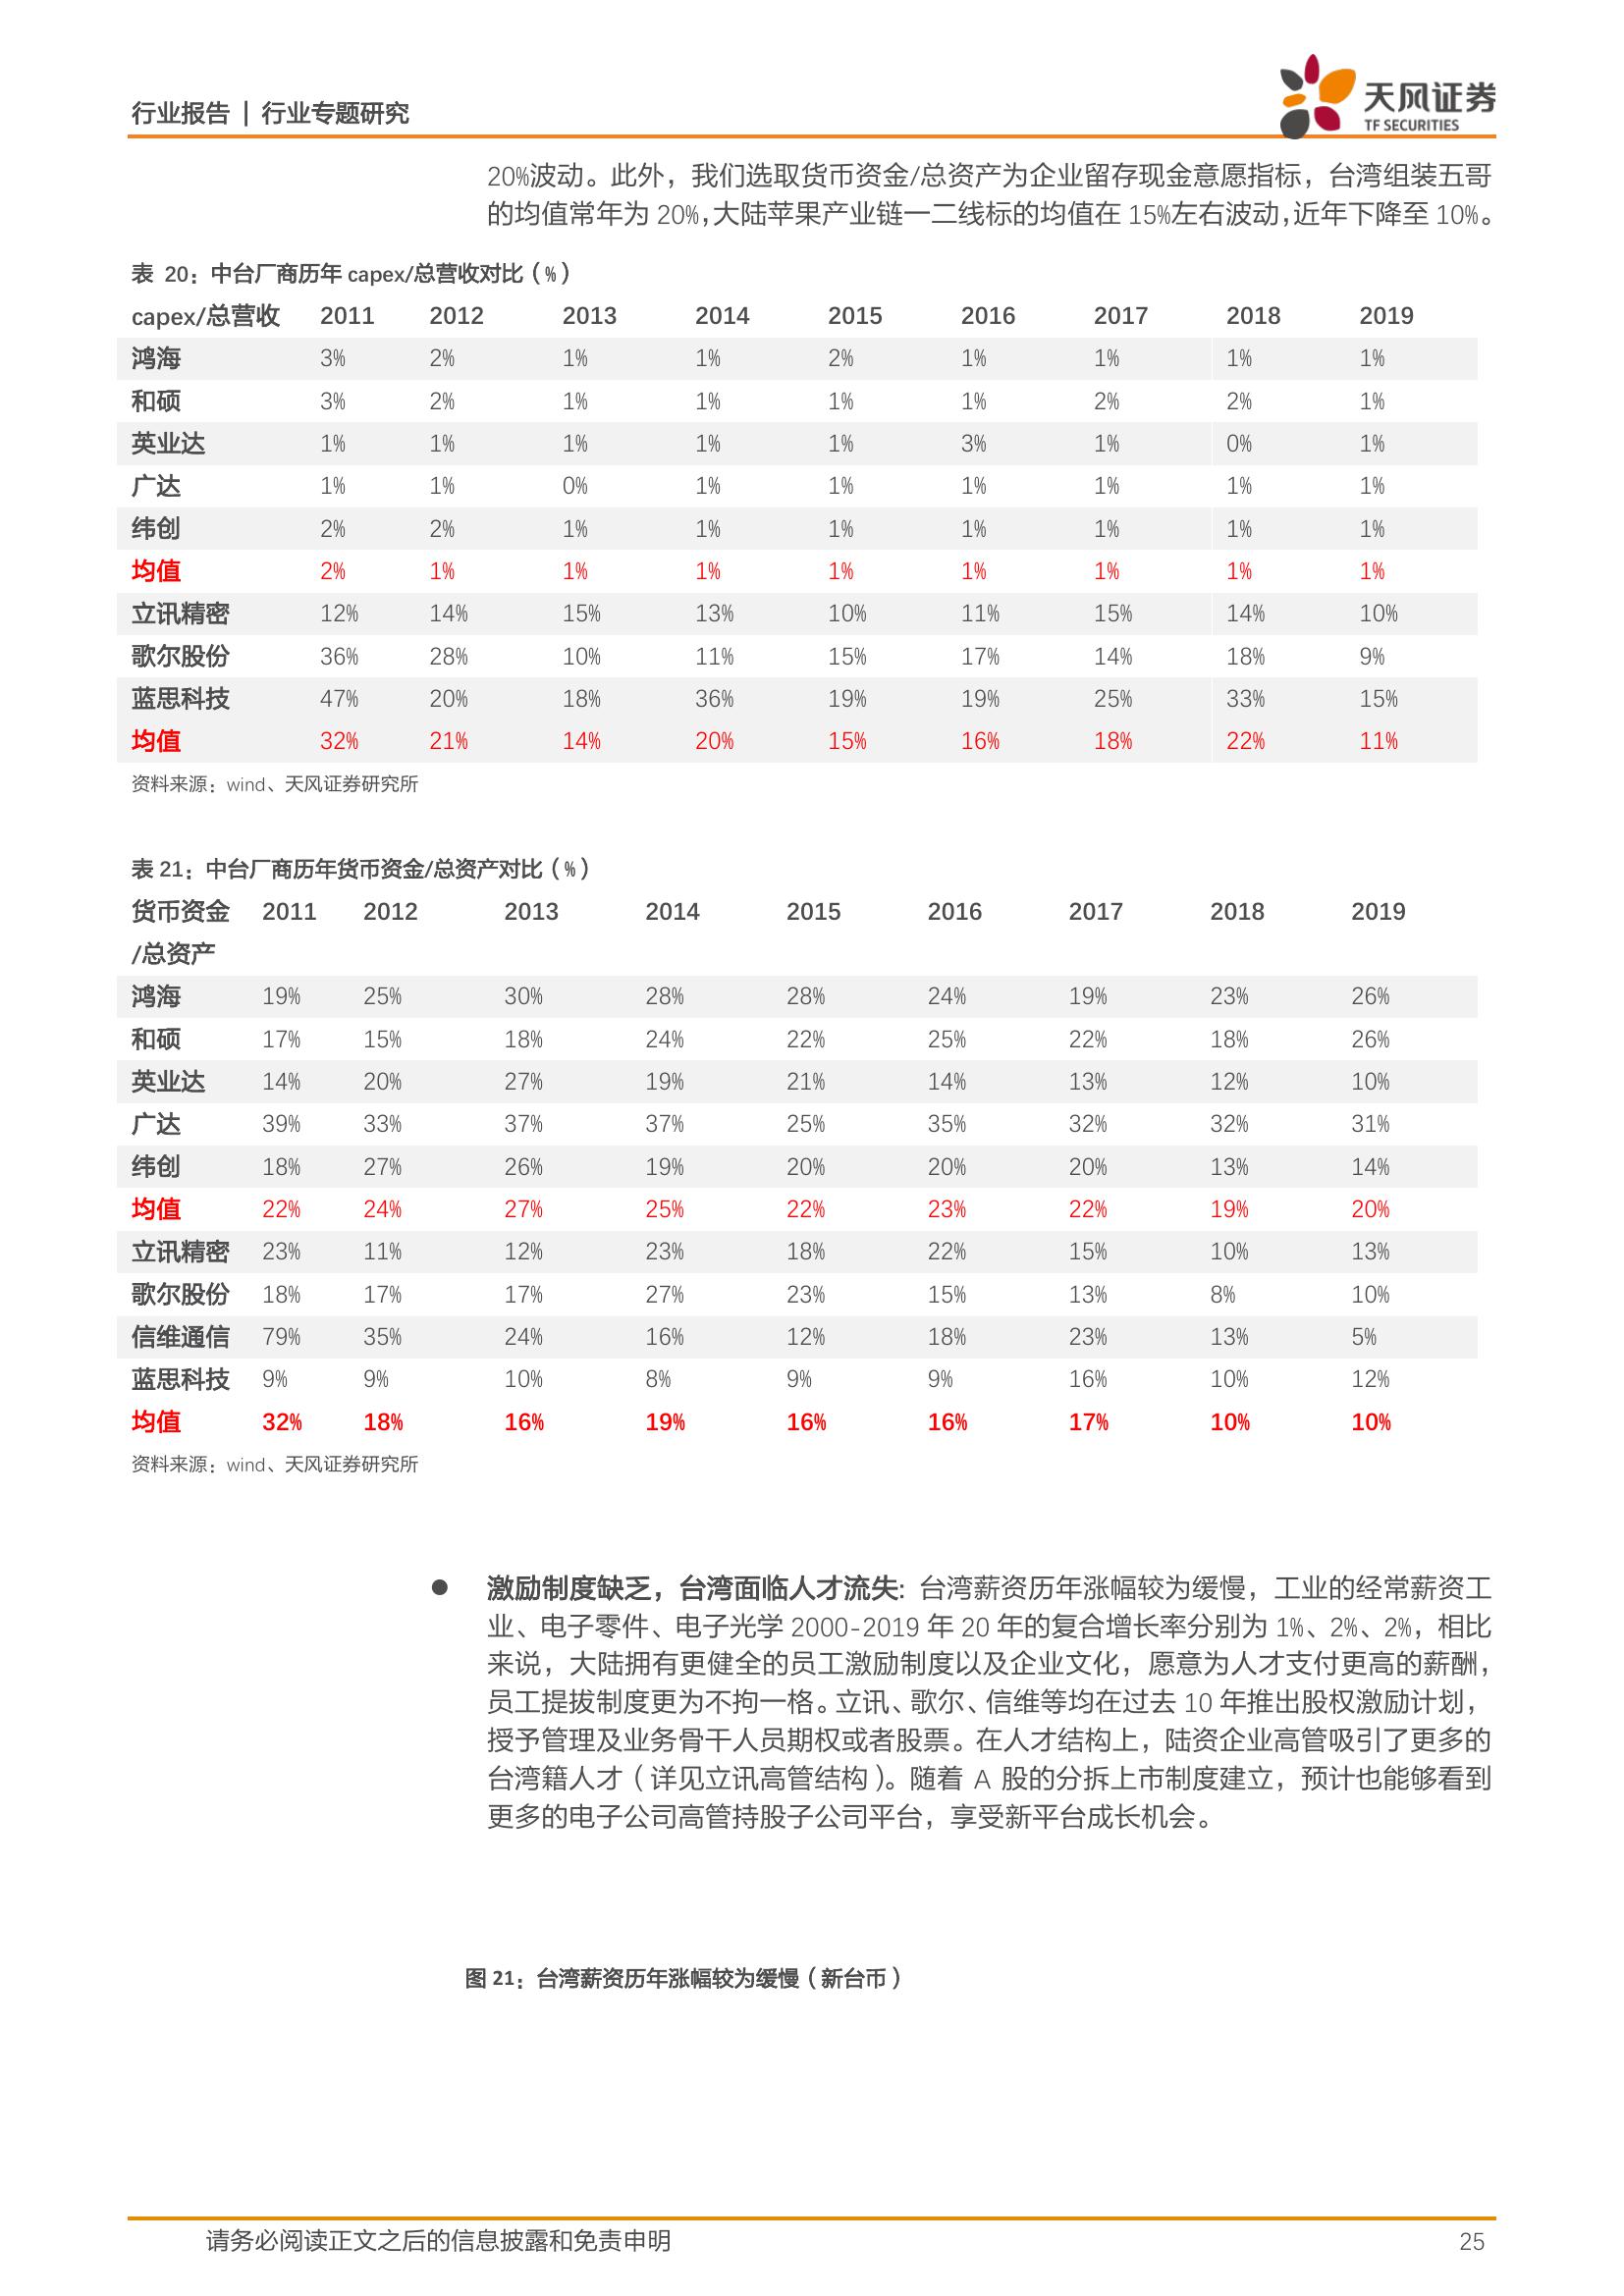 行业报告 | 行业专题研究
天风证券
TF SECURITIES
20%波动。此外，我们选取货币资金/总资产为企业留存现金意愿指标，台湾组装五哥
的均值常年为 20%，大陆苹果产业链一二线标的均值在 15%左右波动，近年下降至 10%。
表 20：中台厂商历年 capex/总营收对比（%）
capex/总营收 2011 2012 2013 2014 2015 2016 2017 2018 2019
鸿海 3% 2% 1% 1% 2% 1% 1% 1% 1%
和硕 3% 2% 1% 1% 1% 1% 2% 2% 1%
英业达 1% 1% 1% 1% 1% 3% 1% 0% 1%
广达 1% 1% 0% 1% 1% 1% 1% 1% 1%
纬创 2% 2% 1% 1% 1% 1% 1% 1% 1%
均值 2% 1% 1% 1% 1% 1% 1% 1% 1%
立讯精密 12% 14% 15% 13% 10% 11% 15% 14% 10%
歌尔股份 36% 28% 10% 11% 15% 17% 14% 18% 9%
蓝思科技 47% 20% 18% 36% 19% 19% 25% 33% 15%
均值 32% 21% 14% 20% 15% 16% 18% 22% 11%
资料来源：wind、天风证券研究所
表 21：中台厂商历年货币资金/总资产对比（%）
货币资金 2011 2012 2013 2014 2015 2016 2017 2018 2019
/总资产
鸿海 19% 25% 30% 28% 28% 24% 19% 23% 26%
和硕 17% 15% 18% 24% 22% 25% 22% 18% 26%
英业达 14% 20% 27% 19% 21% 14% 13% 12% 10%
广达 39% 33% 37% 37% 25% 35% 32% 32% 31%
纬创 18% 27% 26% 19% 20% 20% 20% 13% 14%
均值 22% 24% 27% 25% 22% 23% 22% 19% 20%
立讯精密 23% 11% 12% 23% 18% 22% 15% 10% 13%
歌尔股份 18% 17% 17% 27% 23% 15% 13% 8% 10%
信维通信 79% 35% 24% 16% 12% 18% 23% 13% 5%
蓝思科技 9% 9% 10% 8% 9% 9% 16% 10% 12%
均值 32% 18% 16% 19% 16% 16% 17% 10% 10%
资料来源：wind、天风证券研究所
● 激励制度缺乏，台湾面临人才流失: 台湾薪资历年涨幅较为缓慢，工业的经常薪资工
业、电子零件、电子光学 2000-2019 年 20 年的复合增长率分别为 1%、2%、2%，相比
来说，大陆拥有更健全的员工激励制度以及企业文化，愿意为人才支付更高的薪酬，
员工提拔制度更为不拘一格。立讯、歌尔、信维等均在过去 10 年推出股权激励计划，
授予管理及业务骨干人员期权或者股票。在人才结构上，陆资企业高管吸引了更多的
台湾籍人才（详见立讯高管结构）。随着 A 股的分拆上市制度建立，预计也能够看到
更多的电子公司高管持股子公司平台，享受新平台成长机会。
图 21：台湾薪资历年涨幅较为缓慢（新台币）
请务必阅读正文之后的信息披露和免责申明 25